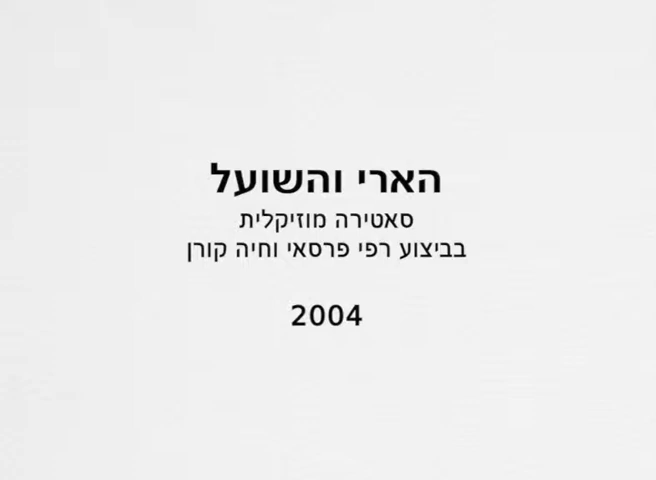 הארי והשועל
סאטירה מוזיקלית
בביצוע רפי פרסאי וחיה קורן
2004